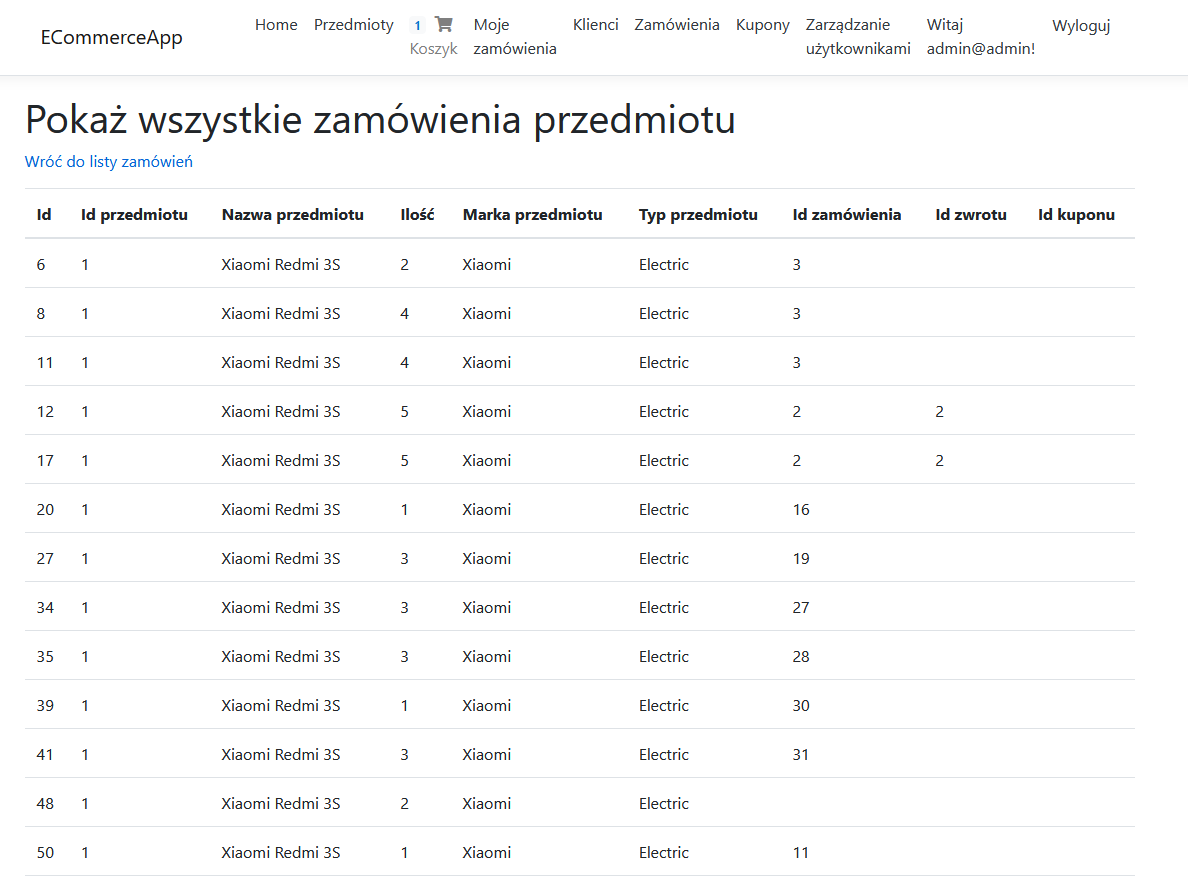 ECommerceApp
Home Przedmioty 1 Koszyk Moje zamówienia Klienci Zamówienia Kupony Zarządzanie użytkownikami Witaj admin@admin! Wyloguj
Pokaż wszystkie zamówienia przedmiotu
Wróć do listy zamówień
Id Id przedmiotu Nazwa przedmiotu Ilość Marka przedmiotu Typ przedmiotu Id zamówienia Id zwrotu Id kuponu
6 1 Xiaomi Redmi 3S 2 Xiaomi Electric 3
8 1 Xiaomi Redmi 3S 4 Xiaomi Electric 3
11 1 Xiaomi Redmi 3S 4 Xiaomi Electric 3
12 1 Xiaomi Redmi 3S 5 Xiaomi Electric 2 2
17 1 Xiaomi Redmi 3S 5 Xiaomi Electric 2 2
20 1 Xiaomi Redmi 3S 1 Xiaomi Electric 16
27 1 Xiaomi Redmi 3S 3 Xiaomi Electric 19
34 1 Xiaomi Redmi 3S 3 Xiaomi Electric 27
35 1 Xiaomi Redmi 3S 3 Xiaomi Electric 28
39 1 Xiaomi Redmi 3S 1 Xiaomi Electric 30
41 1 Xiaomi Redmi 3S 3 Xiaomi Electric 31
48 1 Xiaomi Redmi 3S 2 Xiaomi Electric
50 1 Xiaomi Redmi 3S 1 Xiaomi Electric 11